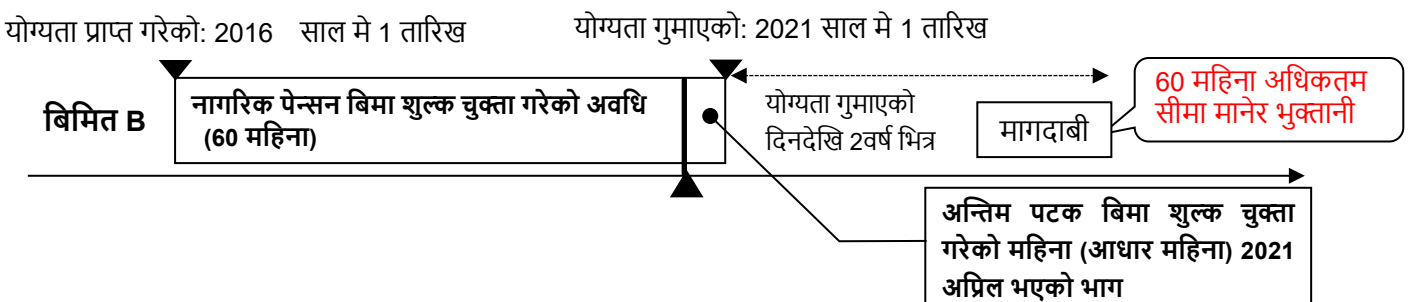 योग्यता प्राप्त गरेको: 2016 साल मे 1 तारिख
योग्यता गुमाएको: 2021 साल मे 1 तारिख
बिमित B
नागरिक पेन्सन बिमा शुल्क चुक्ता गरेको अवधि
(60 महिना)
योग्यता गुमाएको
दिनदेखि 2वर्ष भित्र
मागदाबी
60 महिना अधिकतम
सीमा मानेर भुक्तानी
अन्तिम पटक बिमा शुल्क चुक्ता
गरेको महिना (आधार महिना) 2021
अप्रिल भएको भाग